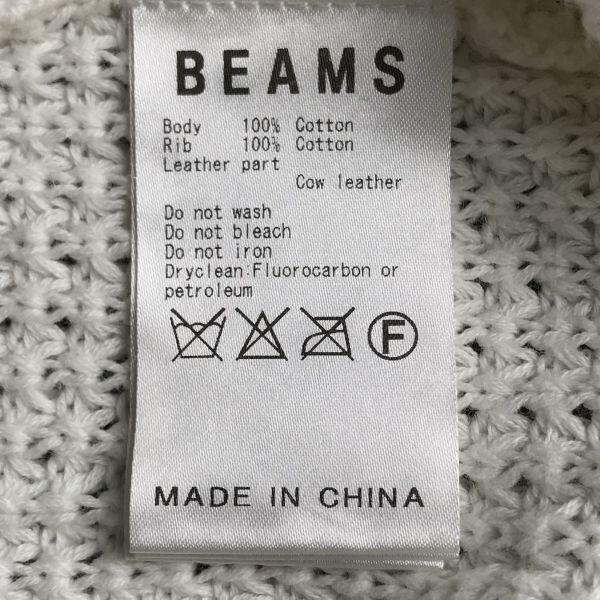 BEAMS
Body 100% Cotton
Rib 100% Cotton
Leather part
Cow leather
Do not wash
Do not bleach
Do not iron
Dryclean:Fluorocarbon or
petroleum
F
MADE IN CHINA